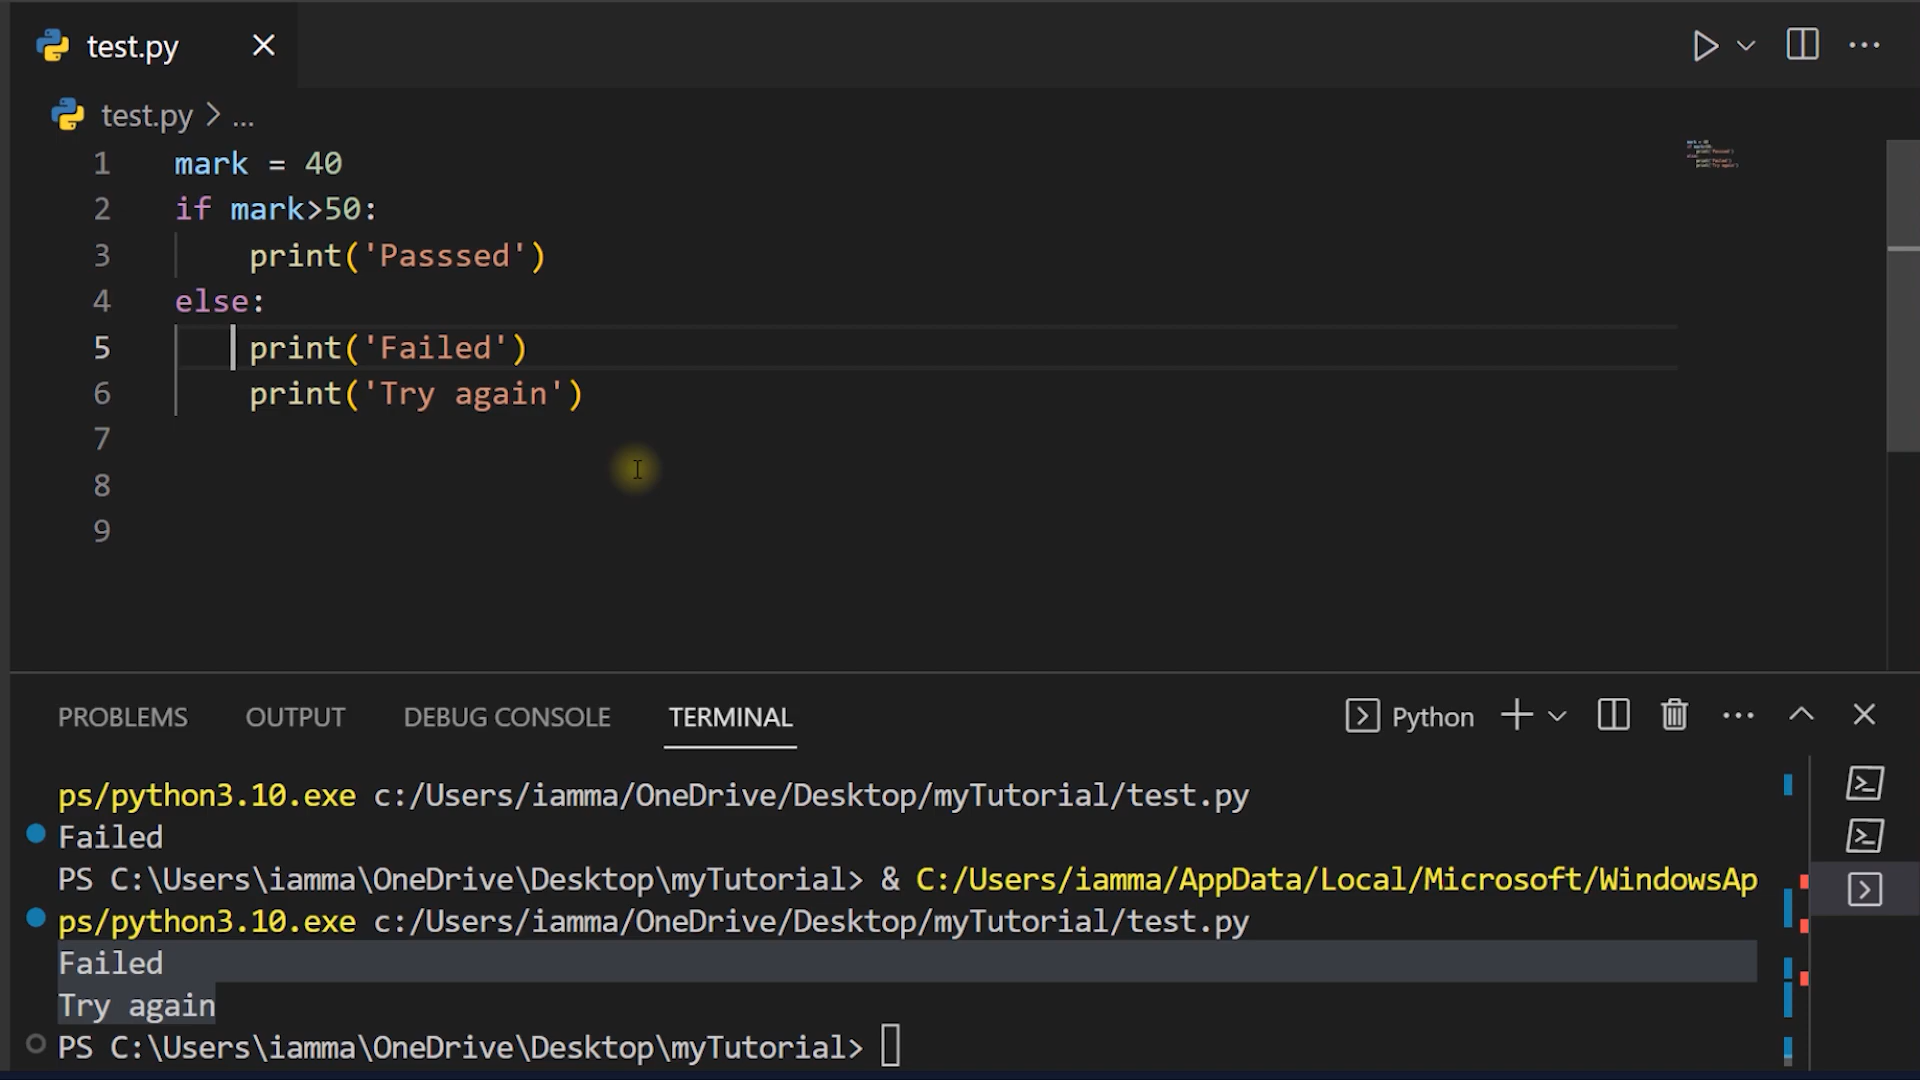 test.py
test.py > ...
1 mark = 40
2 if mark>50:
3 print('Passsed')
4 else:
5 print('Failed')
6 print('Try again')
7
8
9
PROBLEMS OUTPUT DEBUG CONSOLE TERMINAL Python
ps/python3.10.exe c:/Users/iamma/OneDrive/Desktop/myTutorial/test.py
Failed
PS C:\Users\iamma\OneDrive\Desktop\myTutorial> & C:/Users/iamma/AppData/Local/Microsoft/WindowsAp
ps/python3.10.exe c:/Users/iamma/OneDrive/Desktop/myTutorial/test.py
Failed
Try again
PS C:\Users\iamma\OneDrive\Desktop\myTutorial>